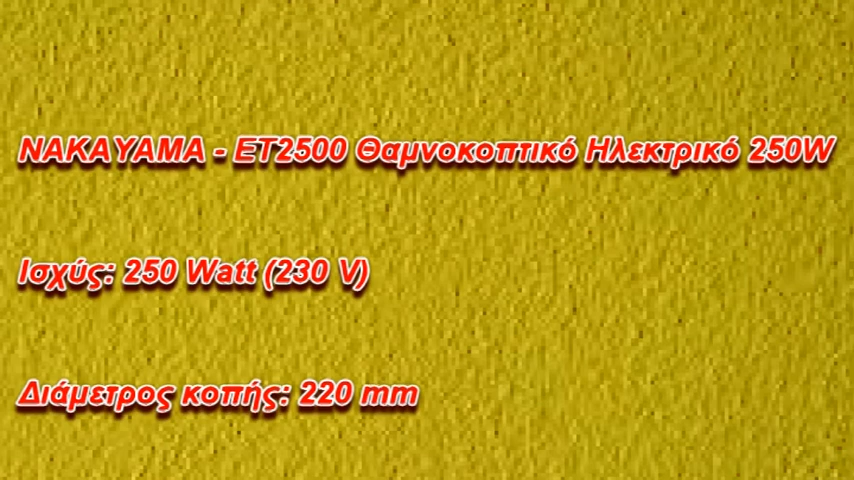 NAKAYAMA - ET2500 Θαμνοκοπτικό Ηλεκτρικό 250W
Ισχύς: 250 Watt (230 V)
Διάμετρος κοπής: 220 mm